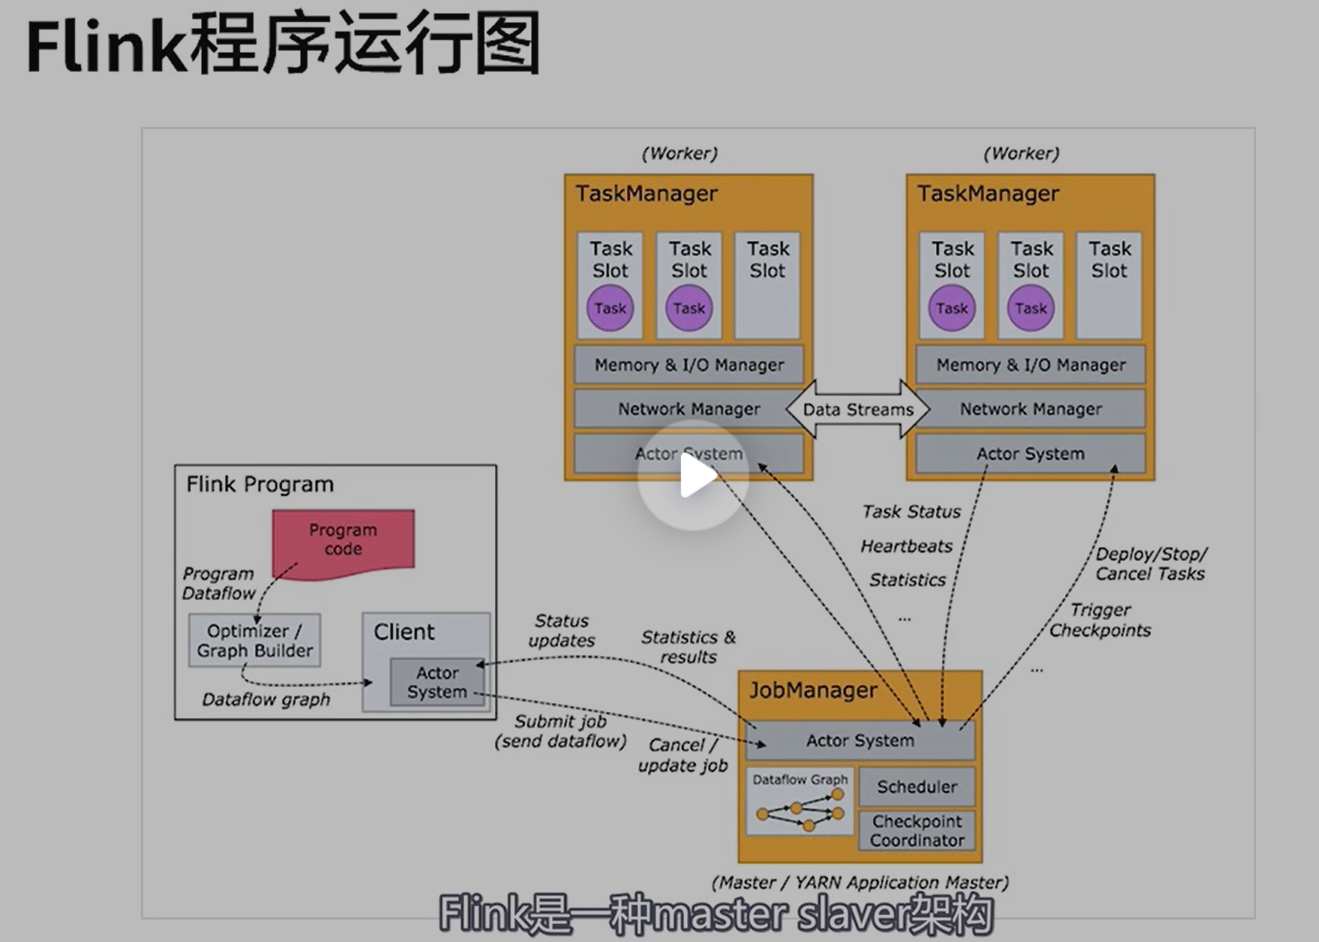 Flink程序运行图
(Worker)
(Worker)
TaskManager
TaskManager
Task
Slot
Task
Slot
Task
Slot
Task
Slot
Task
Slot
Task
Slot
Task
Task
Task
Task
Memory & I/O Manager
Memory & I/O Manager
Network Manager
Data Streams
Network Manager
Actor System
Actor System
Flink Program
Program
code
Program
Dataflow
Optimizer /
Graph Builder
Client
Actor
System
Dataflow graph
Status
updates
Statistics &
results
Submit job
(send dataflow)
Cancel /
update job
Task Status
Heartbeats
Statistics
...
Deploy/Stop/
Cancel Tasks
Trigger
Checkpoints
...
JobManager
Actor System
Dataflow Graph
Scheduler
Checkpoint
Coordinator
(Master / YARN Application Master)
Flink是一种master slaver架构